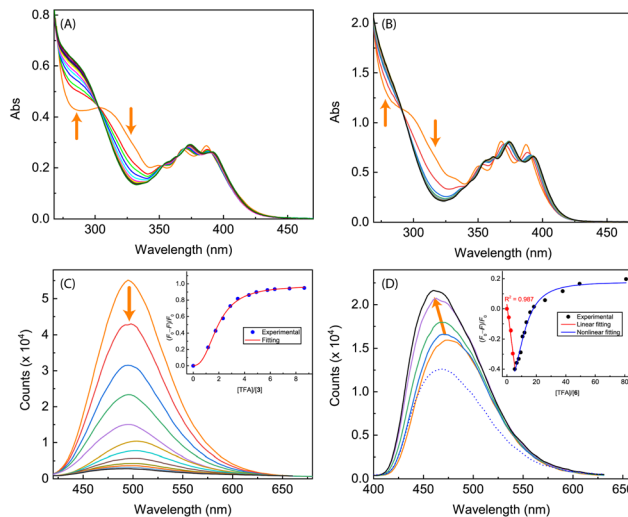 (A)
0.8
0.6
0.4
0.2
0.0
Abs
300 350 400 450
Wavelength (nm)
(B)
2.0
1.5
1.0
0.5
0.0
Abs
300 350 400 450
Wavelength (nm)
(C)
5
4
3
2
1
0
Counts (x 10⁴)
450 500 550 600 650
Wavelength (nm)
1.0
0.8
0.6
0.4
0.2
0.0
(F₀-F)/F₀
Experimental
Fitting
0 2 4 6 8
[TFA]/[3]
(D)
2.0
1.5
1.0
0.5
0.0
Counts (x 10⁴)
400 450 500 550 600 650
Wavelength (nm)
R² = 0.987
0.2
0.0
-0.2
-0.4
Experimental
Linear fitting
Nonlinear fitting
0 20 40 60 80
[TFA]/[6]